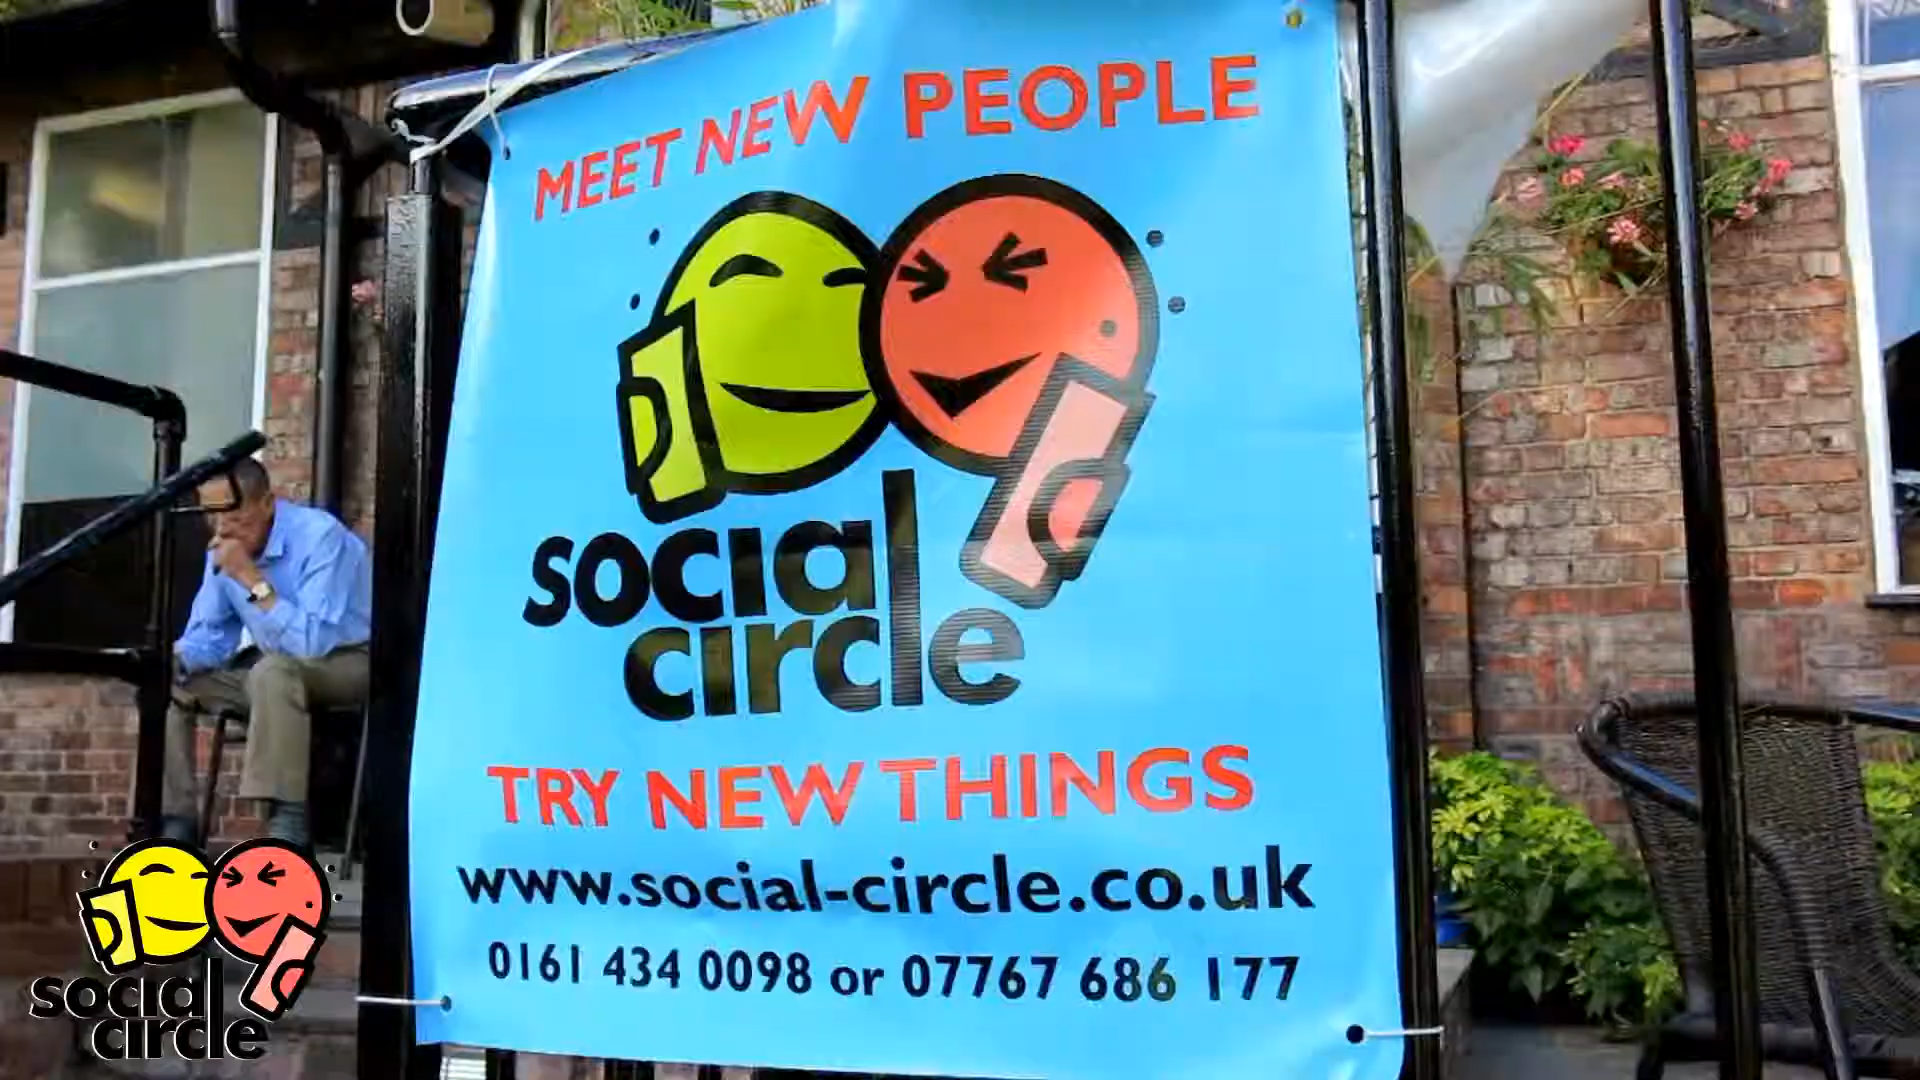 MEET NEW PEOPLE
social
circle
TRY NEW THINGS
www.social-circle.co.uk
0161 434 0098 or 07767 686 177
social
circle